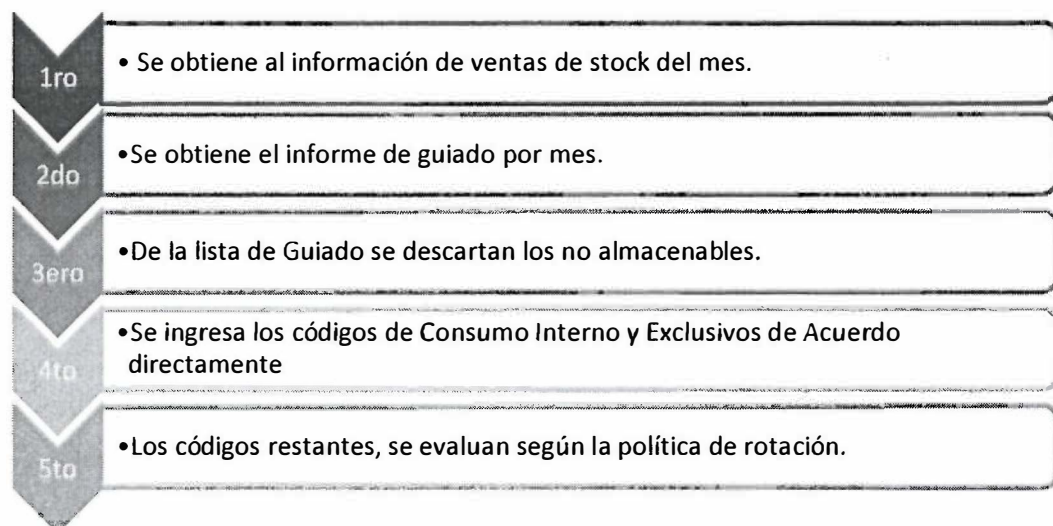 1ro
• Se obtiene al información de ventas de stock del mes.
2do
•Se obtiene el informe de guiado por mes.
3ero
•De la lista de Guiado se descartan los no almacenables.
4to
•Se ingresa los códigos de Consumo Interno y Exclusivos de Acuerdo
directamente
5to
•Los códigos restantes, se evaluan según la política de rotación.